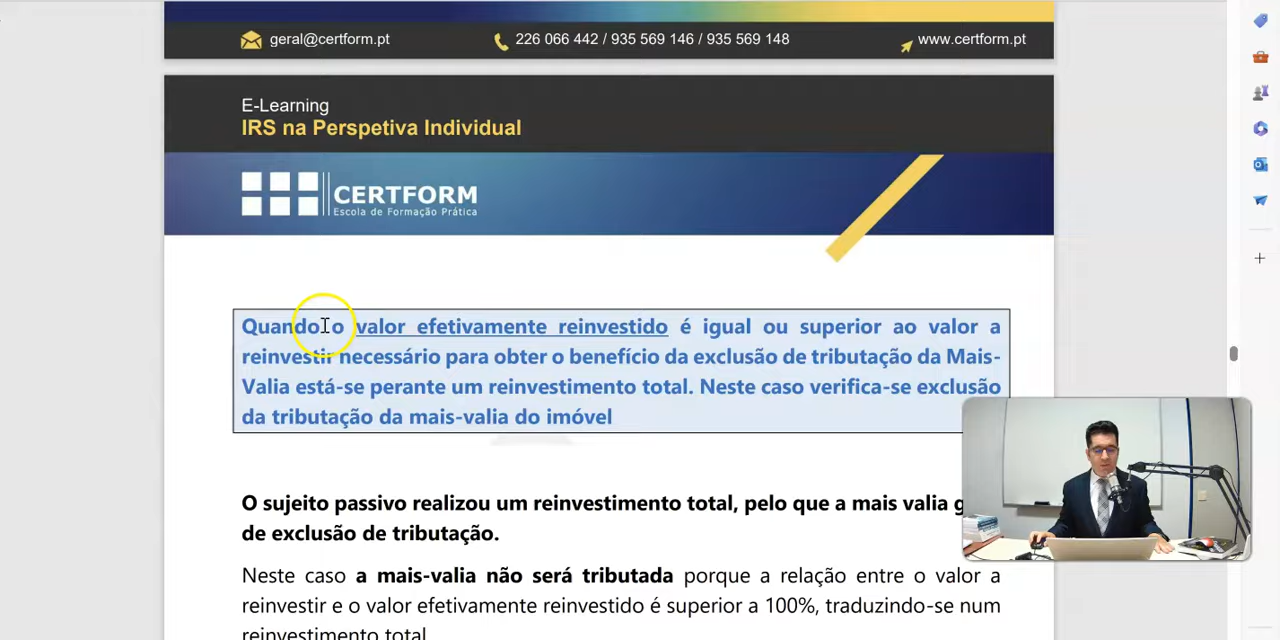 geral@certform.pt 226 066 442 / 935 569 146 / 935 569 148 www.certform.pt
E-Learning
IRS na Perspetiva Individual
CERTFORM
Escola de Formação Prática
Quando o valor efetivamente reinvestido é igual ou superior ao valor a
reinvestir necessário para obter o benefício da exclusão de tributação da Mais-
Valia está-se perante um reinvestimento total. Neste caso verifica-se exclusão
da tributação da mais-valia do imóvel
O sujeito passivo realizou um reinvestimento total, pelo que a mais valia
de exclusão de tributação.
Neste caso a mais-valia não será tributada porque a relação entre o valor a
reinvestir e o valor efetivamente reinvestido é superior a 100%, traduzindo-se num
reinvestimento total